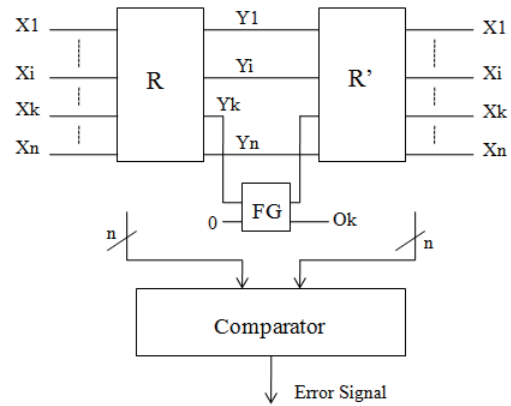 X1 Y1 X1
Xi R Yi R’ Xi
Xk Yk Xk
Xn Yn Xn
0 FG Ok
n n
Comparator
Error Signal